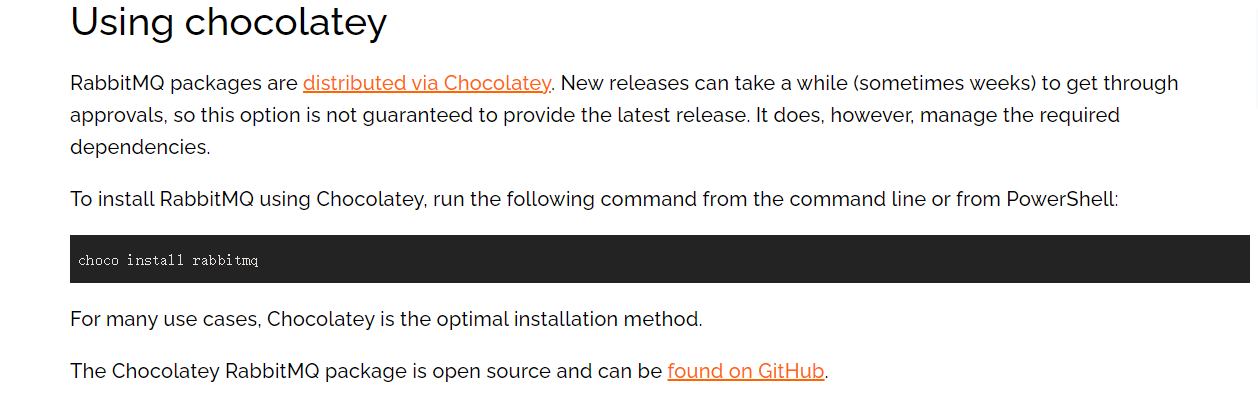 Using chocolatey
RabbitMQ packages are distributed via Chocolatey. New releases can take a while (sometimes weeks) to get through
approvals, so this option is not guaranteed to provide the latest release. It does, however, manage the required
dependencies.
To install RabbitMQ using Chocolatey, run the following command from the command line or from PowerShell:
choco install rabbitmq
For many use cases, Chocolatey is the optimal installation method.
The Chocolatey RabbitMQ package is open source and can be found on GitHub.